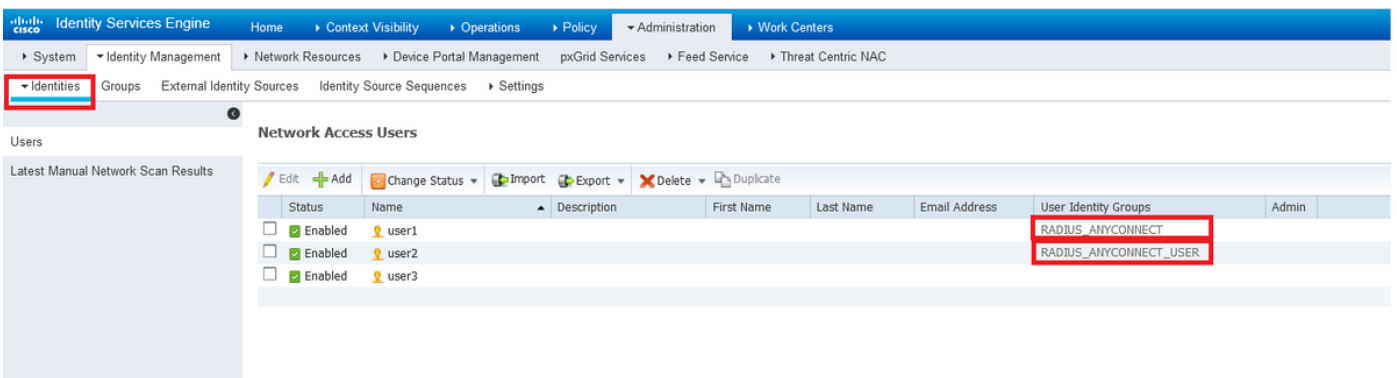 cisco Identity Services Engine Home Context Visibility Operations Policy Administration Work Centers
System Identity Management Network Resources Device Portal Management pxGrid Services Feed Service Threat Centric NAC
Identities Groups External Identity Sources Identity Source Sequences Settings
Users
Latest Manual Network Scan Results
Network Access Users
Edit Add Change Status Import Export Delete Duplicate
Status Name Description First Name Last Name Email Address User Identity Groups Admin
Enabled user1 RADIUS_ANYCONNECT
Enabled user2 RADIUS_ANYCONNECT_USER
Enabled user3